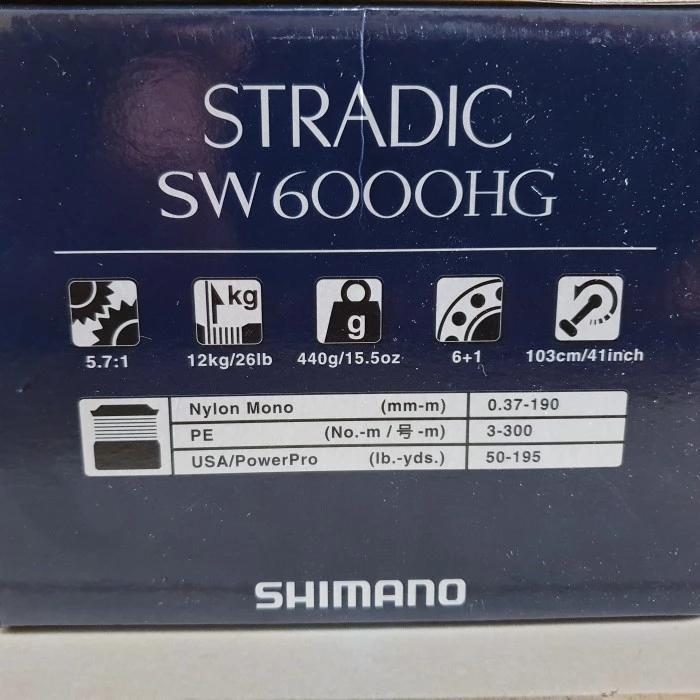 STRADIC
SW 6000HG
kg
g
5.7:1 12kg/26lb 440g/15.5oz 6+1 103cm/41inch
Nylon Mono (mm-m) 0.37-190
PE (No.-m / 号 -m) 3-300
USA/PowerPro (lb.-yds.) 50-195
SHIMANO